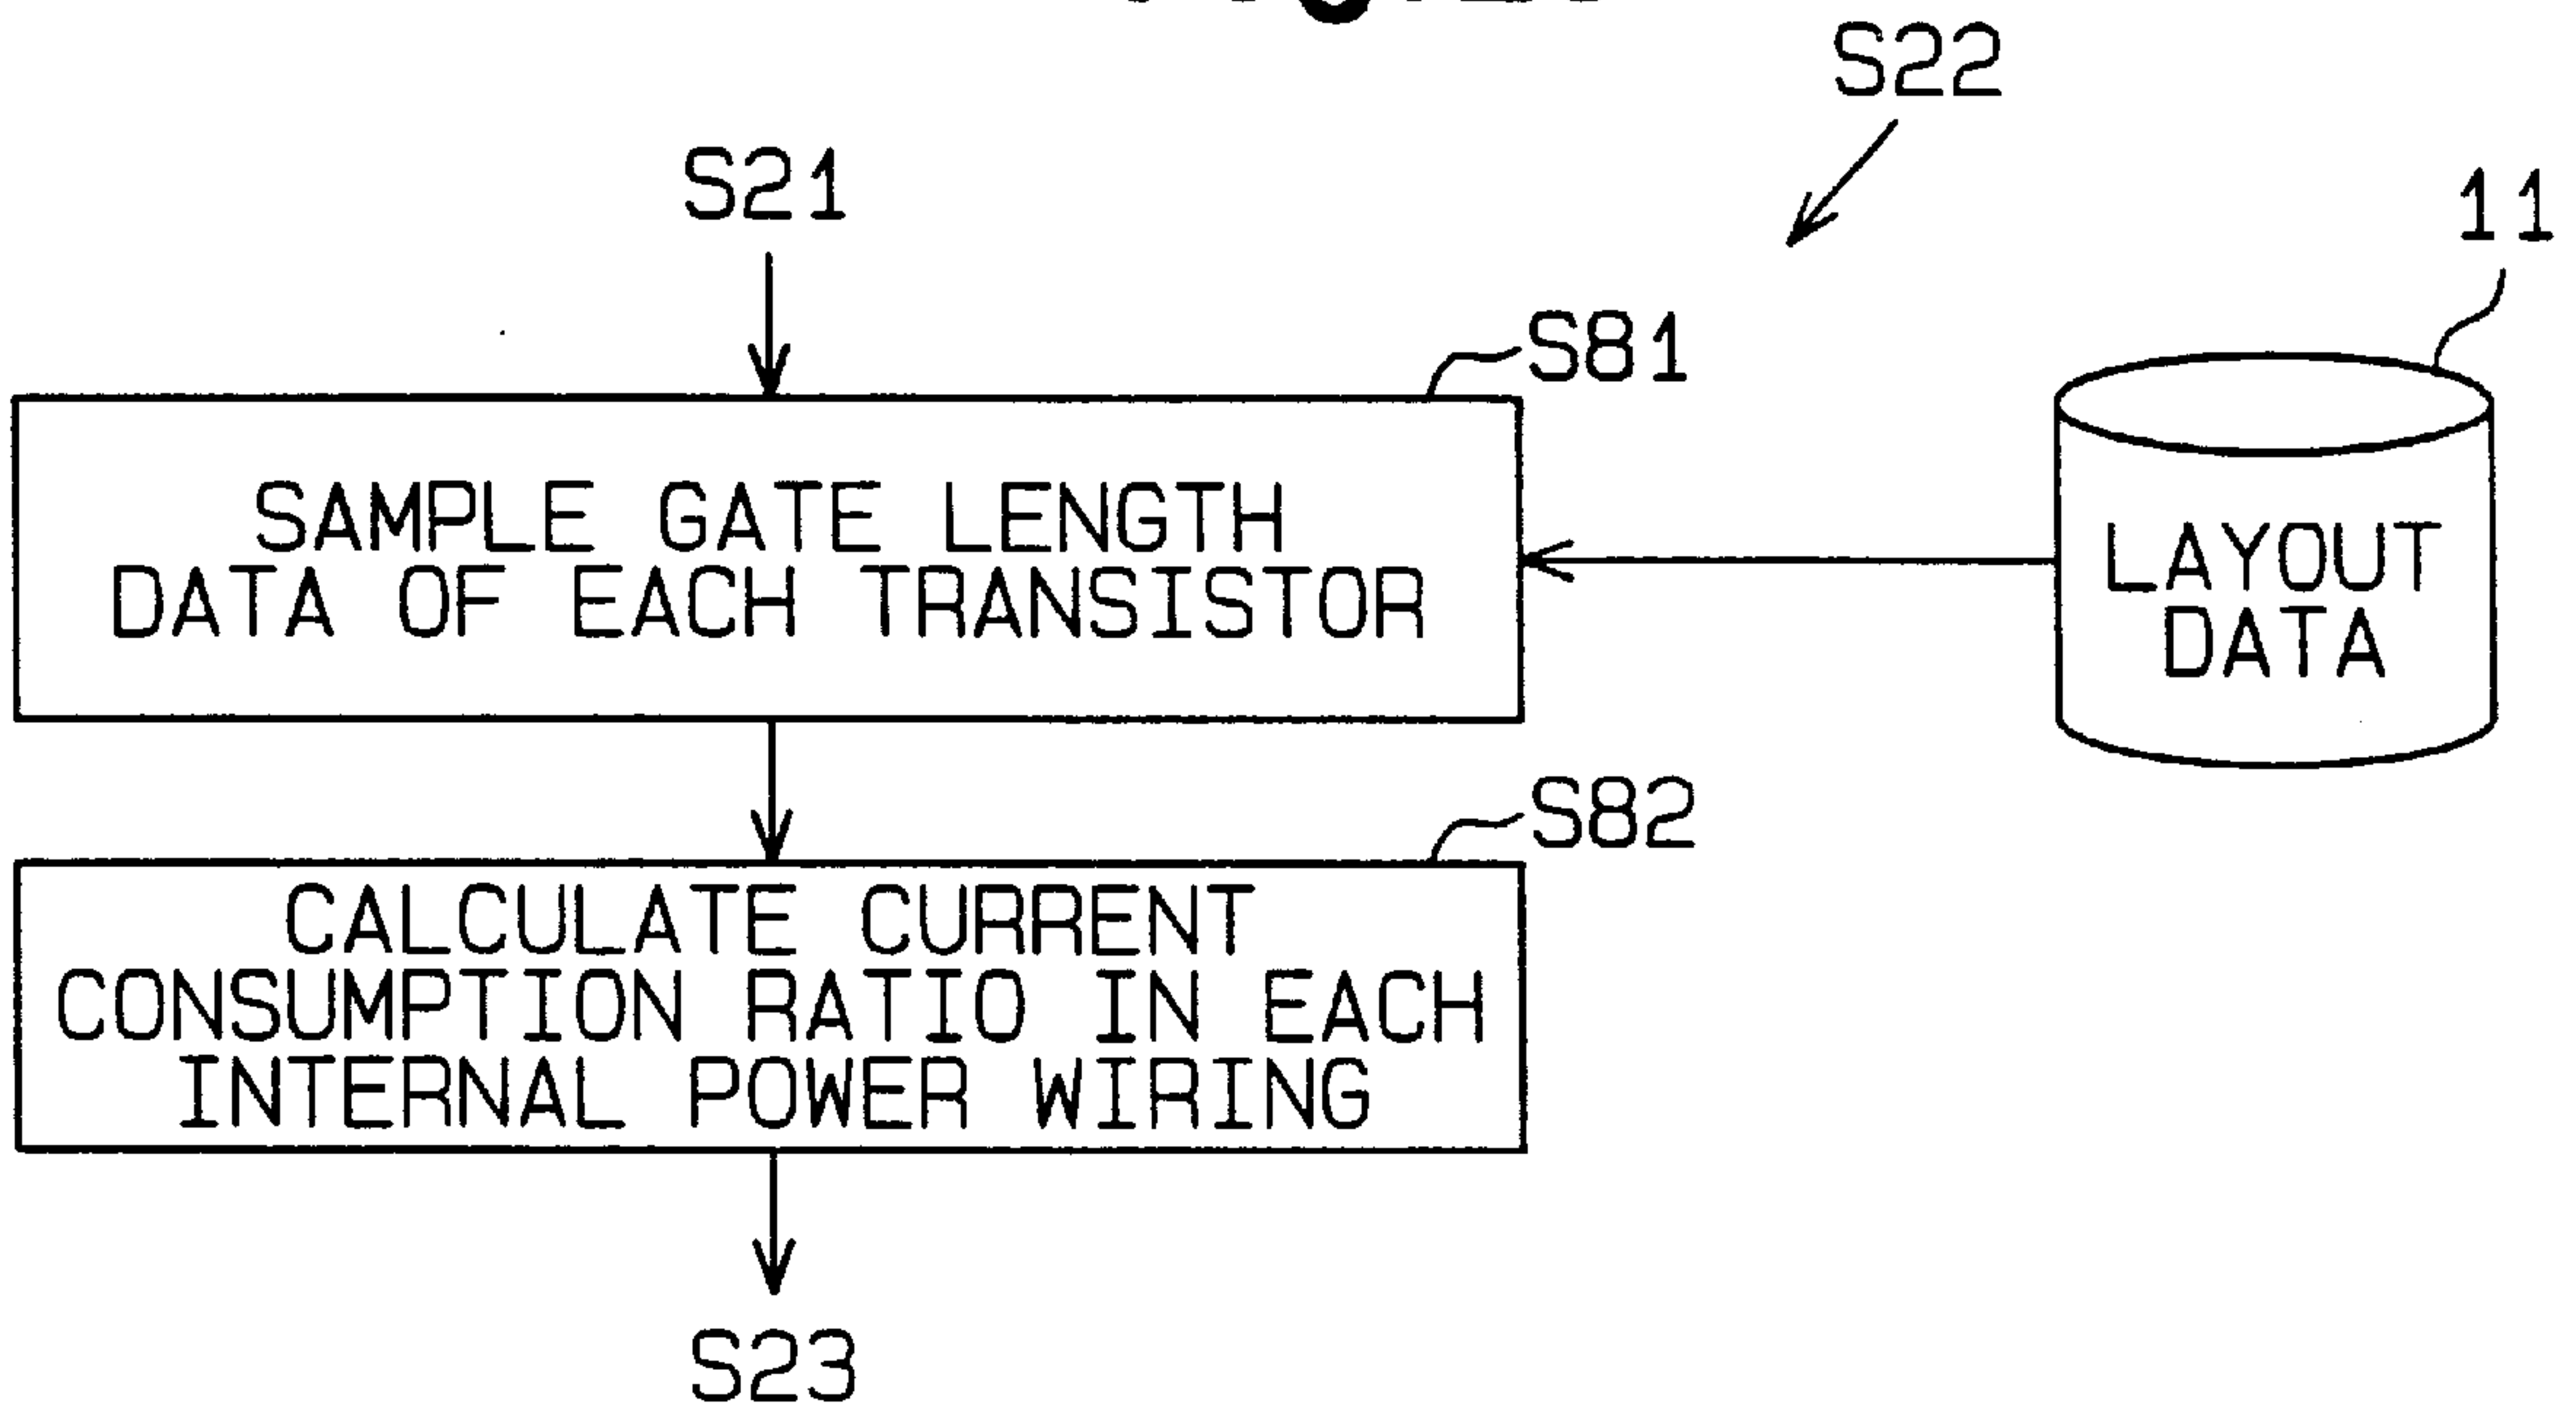 S22
S21
11
S81
SAMPLE GATE LENGTH
DATA OF EACH TRANSISTOR
LAYOUT
DATA
S82
CALCULATE CURRENT
CONSUMPTION RATIO IN EACH
INTERNAL POWER WIRING
S23